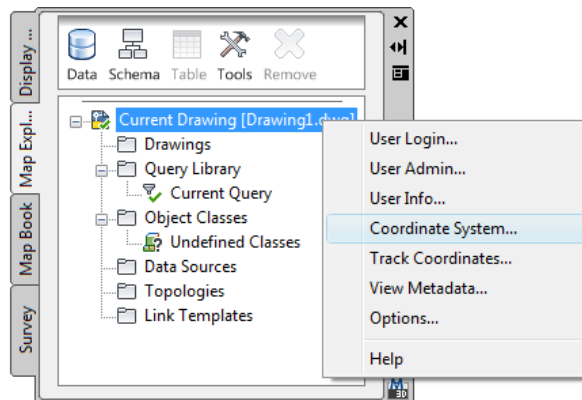 Display ...
Map Expl...
Map Book
Survey
Data Schema Table Tools Remove
Current Drawing [Drawing1.dwg]
Drawings
Query Library
Current Query
Object Classes
Undefined Classes
Data Sources
Topologies
Link Templates
User Login...
User Admin...
User Info...
Coordinate System...
Track Coordinates...
View Metadata...
Options...
Help
M
3D